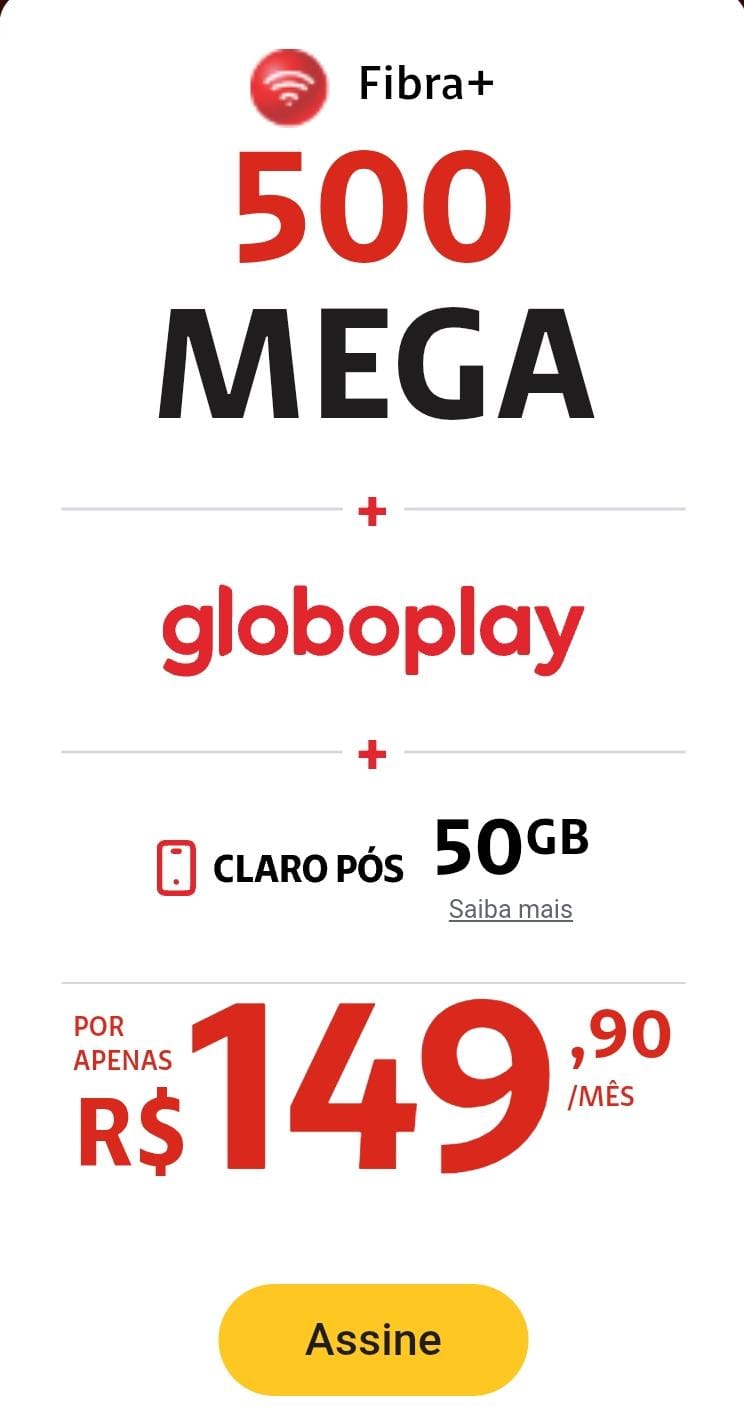 Fibra+
500
MEGA
+
globoplay
+
CLARO PÓS 50GB
Saiba mais
POR
APENAS
R$149,90
/MÊS
Assine